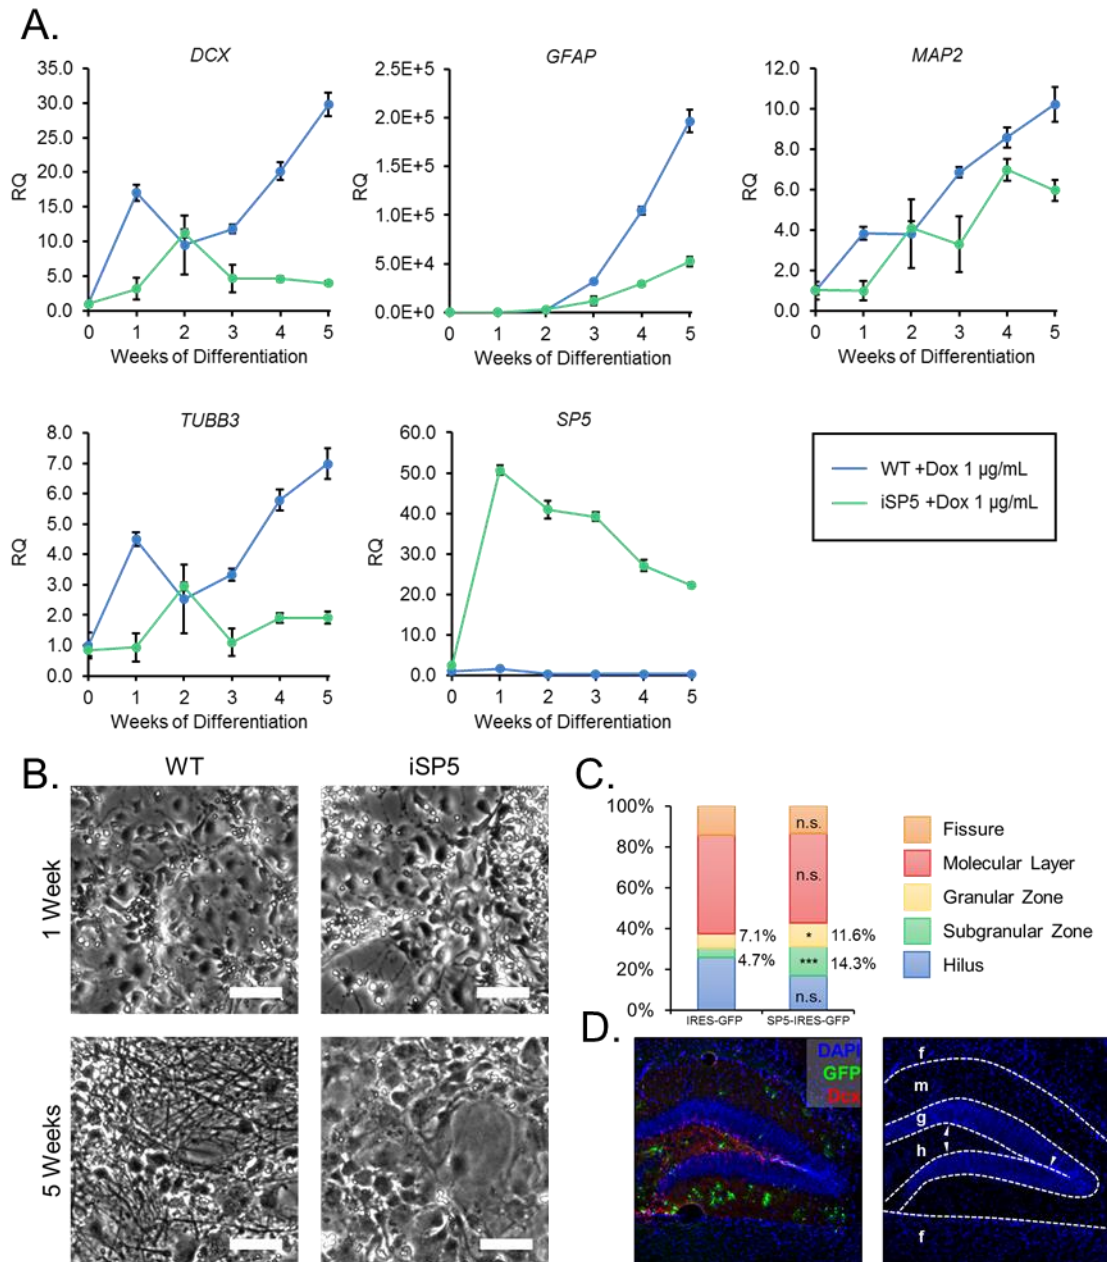 A.
DCX
35.0
30.0
25.0
20.0
15.0
10.0
5.0
0.0
RQ
0 1 2 3 4 5
Weeks of Differentiation
GFAP
2.5E+5
2.0E+5
1.5E+5
1.0E+5
5.0E+4
0.0E+0
RQ
0 1 2 3 4 5
Weeks of Differentiation
MAP2
12.0
10.0
8.0
6.0
4.0
2.0
0.0
RQ
0 1 2 3 4 5
Weeks of Differentiation
TUBB3
8.0
7.0
6.0
5.0
4.0
3.0
2.0
1.0
0.0
RQ
0 1 2 3 4 5
Weeks of Differentiation
SP5
60.0
50.0
40.0
30.0
20.0
10.0
0.0
RQ
0 1 2 3 4 5
Weeks of Differentiation
WT +Dox 1 µg/mL
iSP5 +Dox 1 µg/mL
B.
WT iSP5
1 Week
5 Weeks
C.
100%
80%
60%
40%
20%
0%
n.s.
n.s.
7.1% * 11.6%
4.7% *** 14.3%
n.s.
IRES-GFP SP5-IRES-GFP
Fissure
Molecular Layer
Granular Zone
Subgranular Zone
Hilus
D.
DAPI
GFP
Dcx
f
m
g
h
f